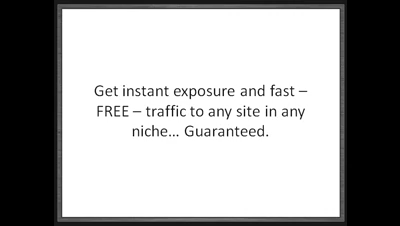 Get instant exposure and fast –
FREE – traffic to any site in any
niche… Guaranteed.